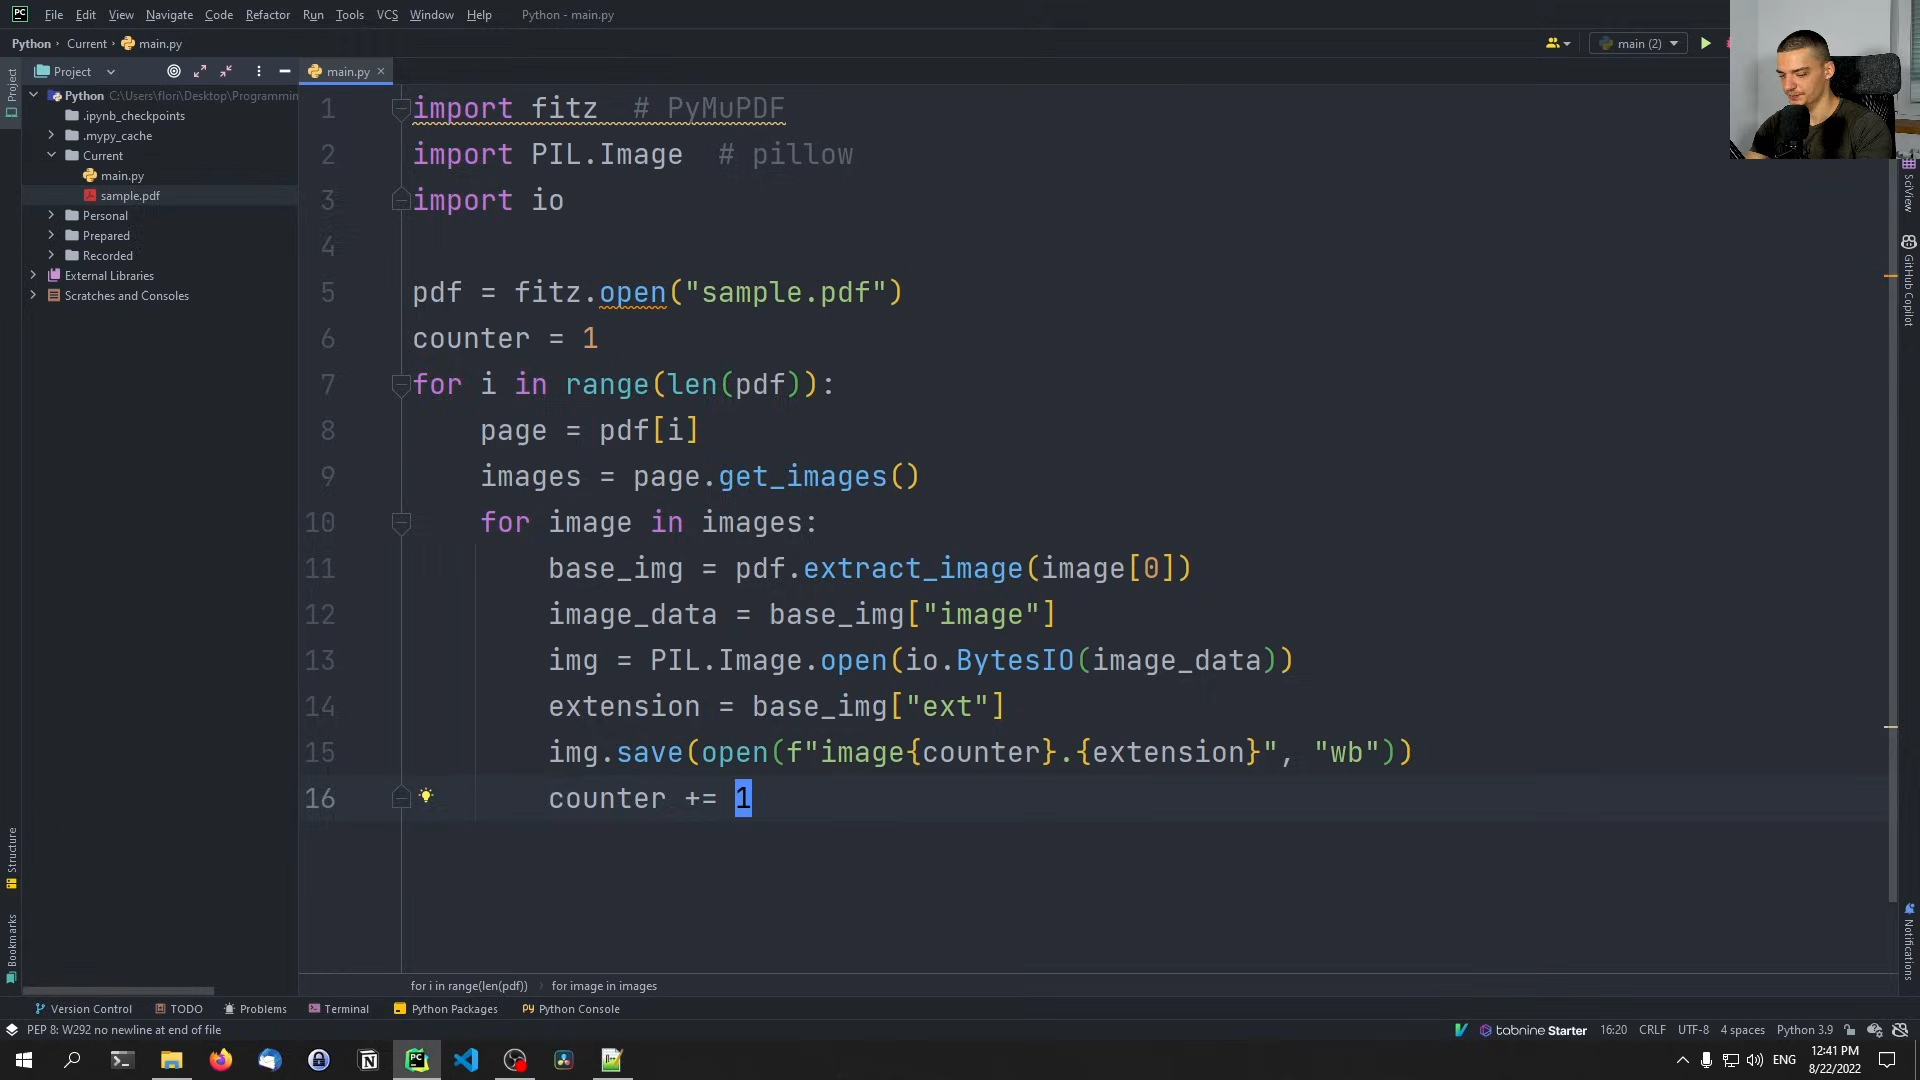 PC File Edit View Navigate Code Refactor Run Tools VCS Window Help Python - main.py
Python › Current › main.py main (2)
Project
Project
main.py
Python C:\Users\flori\Desktop\Programmin
.ipynb_checkpoints
.mypy_cache
Current
main.py
sample.pdf
Personal
Prepared
Recorded
External Libraries
Scratches and Consoles
1 import fitz  # PyMuPDF
2 import PIL.Image  # pillow
3 import io
4
5 pdf = fitz.open("sample.pdf")
6 counter = 1
7 for i in range(len(pdf)):
8     page = pdf[i]
9     images = page.get_images()
10     for image in images:
11         base_img = pdf.extract_image(image[0])
12         image_data = base_img["image"]
13         img = PIL.Image.open(io.BytesIO(image_data))
14         extension = base_img["ext"]
15         img.save(open(f"image{counter}.{extension}", "wb"))
16         counter += 1
SciView
GitHub Copilot
Notifications
Structure
Bookmarks
for i in range(len(pdf)) › for image in images
Version Control TODO Problems Terminal Python Packages Python Console
PEP 8: W292 no newline at end of file tabnine Starter 16:20 CRLF UTF-8 4 spaces Python 3.9
ENG 12:41 PM
8/22/2022